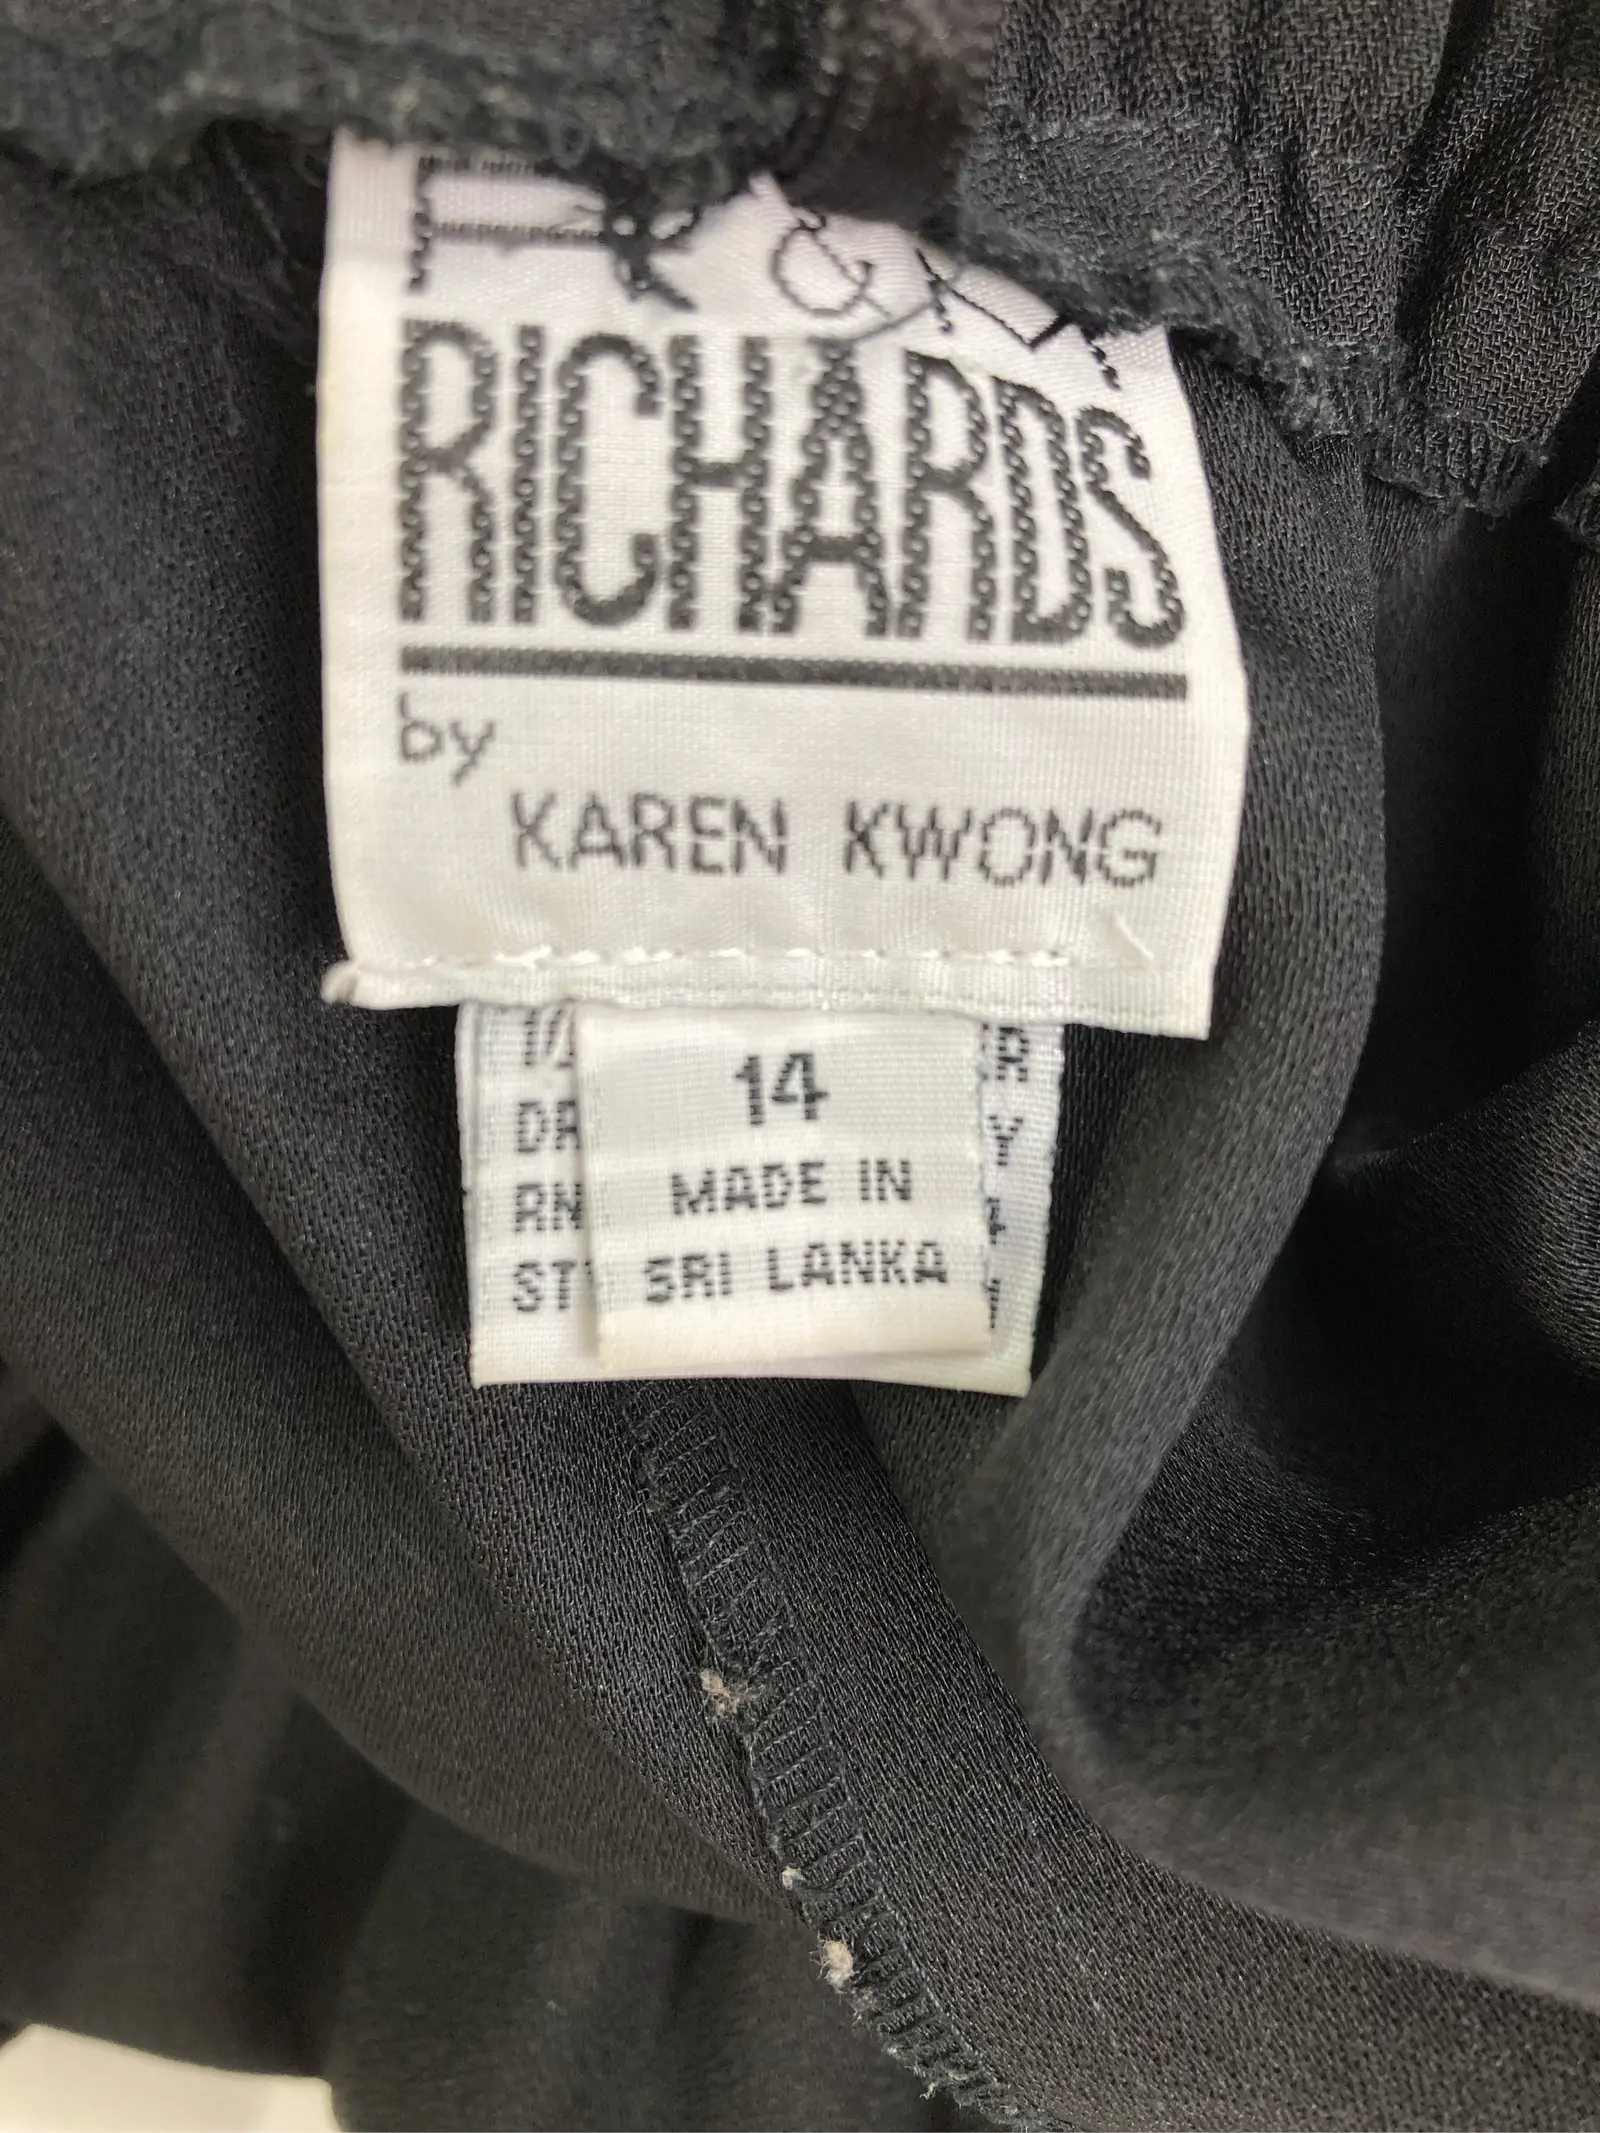 RICHARDS
by
KAREN KWONG
14
MADE IN
SRI LANKA